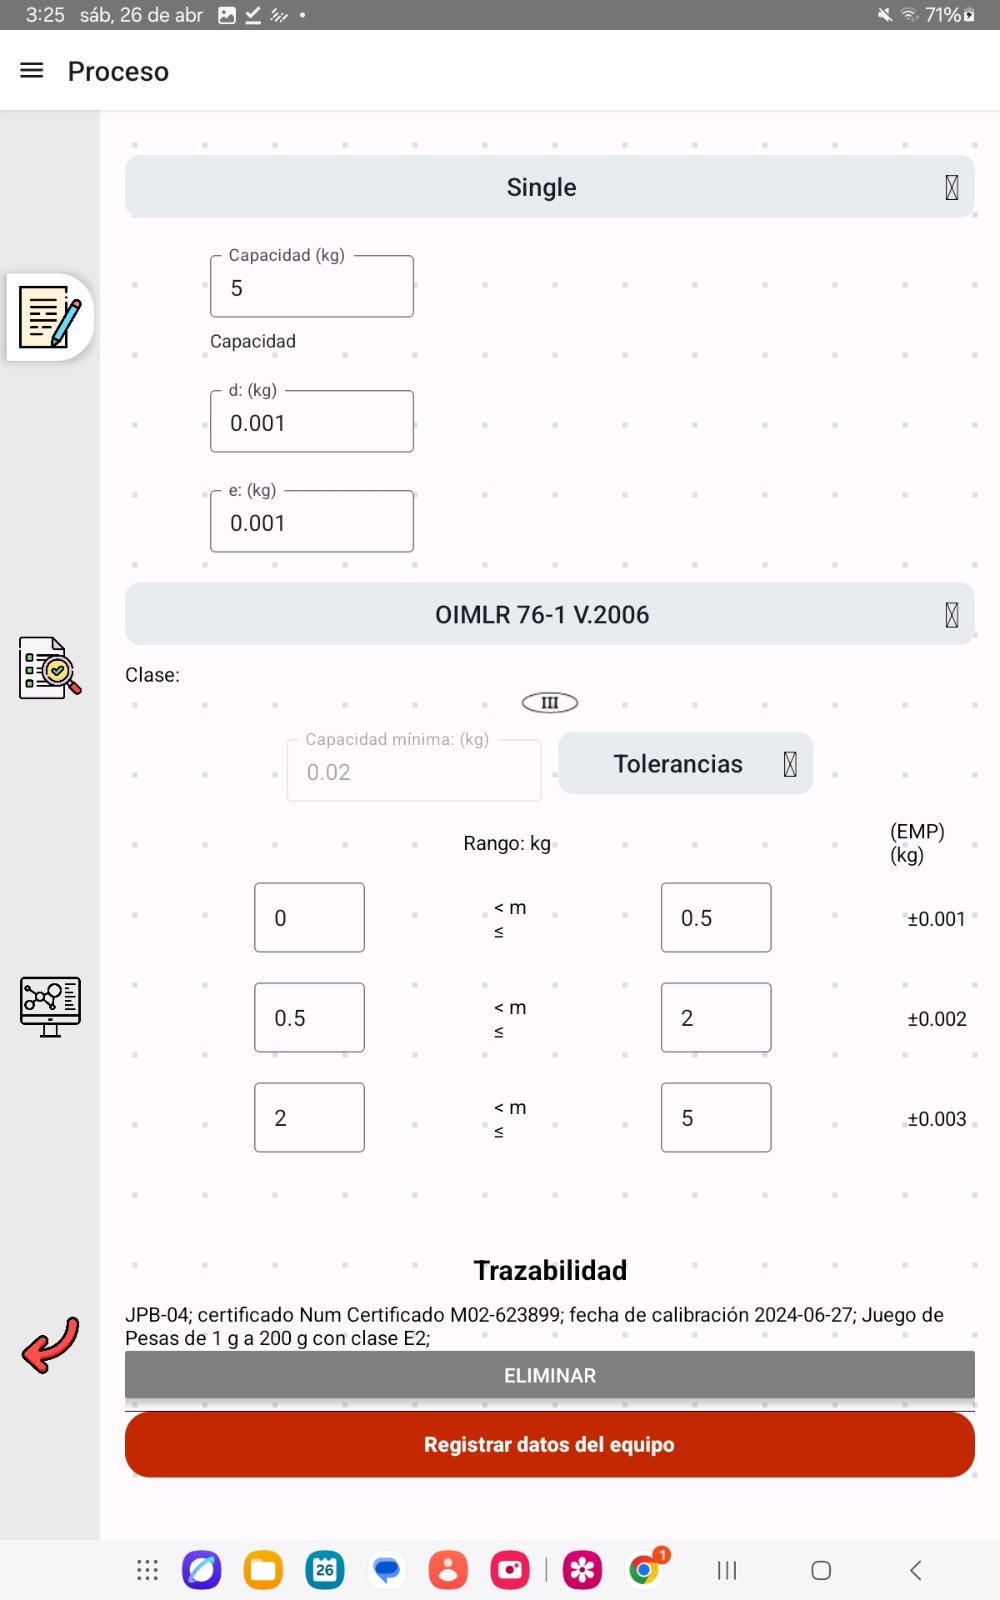 3:25 sáb, 26 de abr
71%
Proceso
Single
Capacidad (kg)
5
Capacidad
d: (kg)
0.001
e: (kg)
0.001
OIMLR 76-1 V.2006
Clase:
III
Capacidad mínima: (kg)
0.02
Tolerancias
Rango: kg
(EMP)
(kg)
0
< m
≤
0.5
±0.001
0.5
< m
≤
2
±0.002
2
< m
≤
5
±0.003
Trazabilidad
JPB-04; certificado Num Certificado M02-623899; fecha de calibración 2024-06-27; Juego de
Pesas de 1 g a 200 g con clase E2;
ELIMINAR
Registrar datos del equipo
26
1